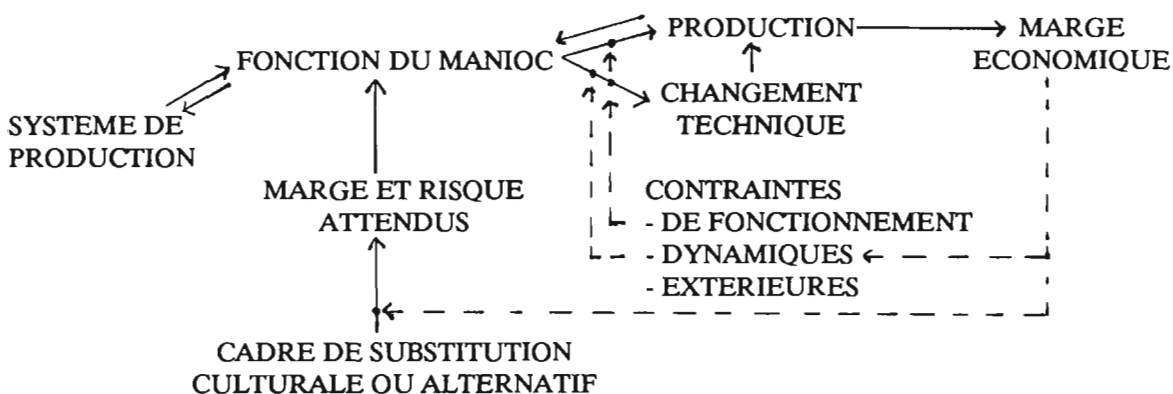 PRODUCTION
MARGE
ECONOMIQUE
FONCTION DU MANIOC
CHANGEMENT
TECHNIQUE
SYSTEME DE
PRODUCTION
MARGE ET RISQUE
ATTENDUS
CONTRAINTES
- DE FONCTIONNEMENT
- DYNAMIQUES
- EXTERIEURES
CADRE DE SUBSTITUTION
CULTURALE OU ALTERNATIF